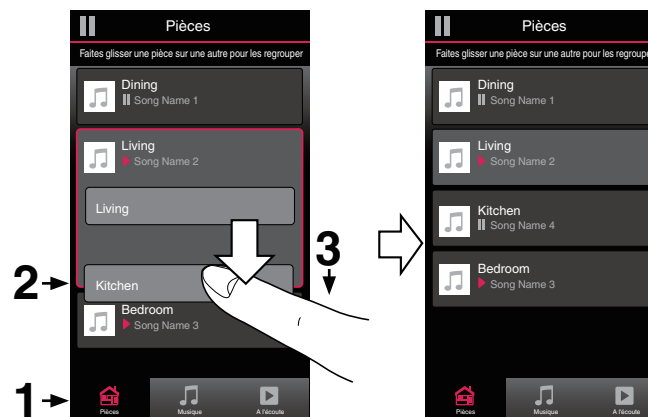 Pièces
Faites glisser une pièce sur une autre pour les regrouper
Dining
Song Name 1
Living
Song Name 2
Living
Kitchen
Bedroom
Song Name 3
Pièces
Musique
A l'écoute
2
3
1
Pièces
Faites glisser une pièce sur une autre pour les regroupe
Dining
Song Name 1
Living
Song Name 2
Kitchen
Song Name 4
Bedroom
Song Name 3
Pièces
Musique
A l'écoute